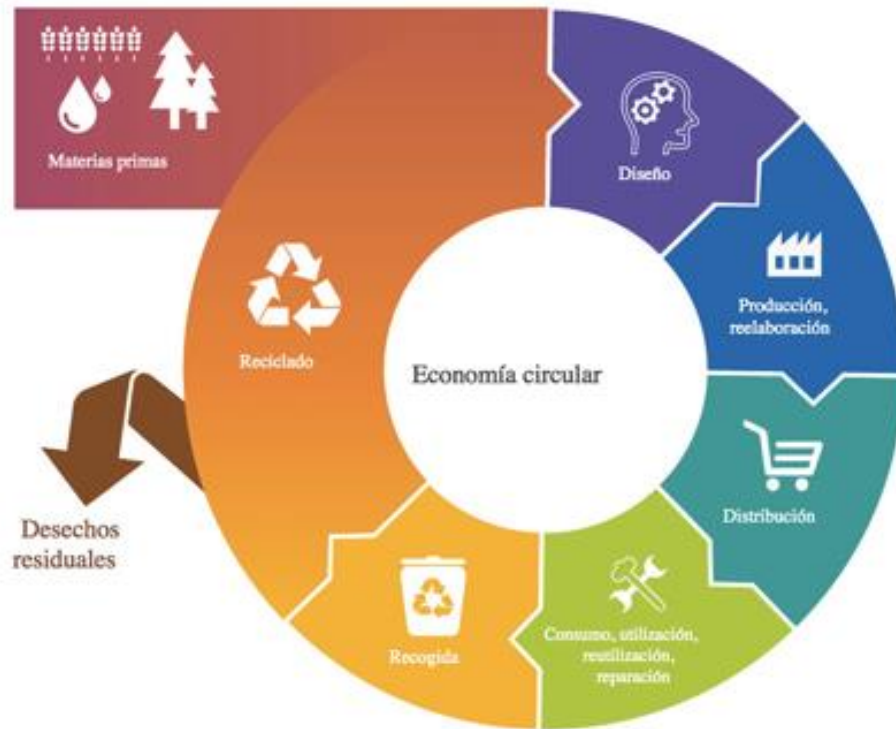 Materias primas
Diseño
Producción,
reelaboración
Reciclado
Economía circular
Distribución
Desechos
residuales
Consumo, utilización,
reutilización,
reparación
Recogida